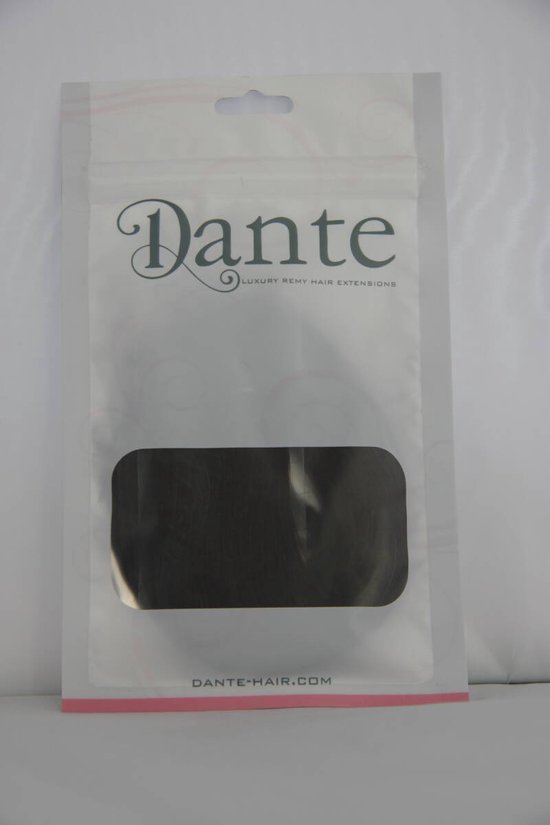 Dante
LUXURY REMY HAIR EXTENSIONS
DANTE-HAIR.COM